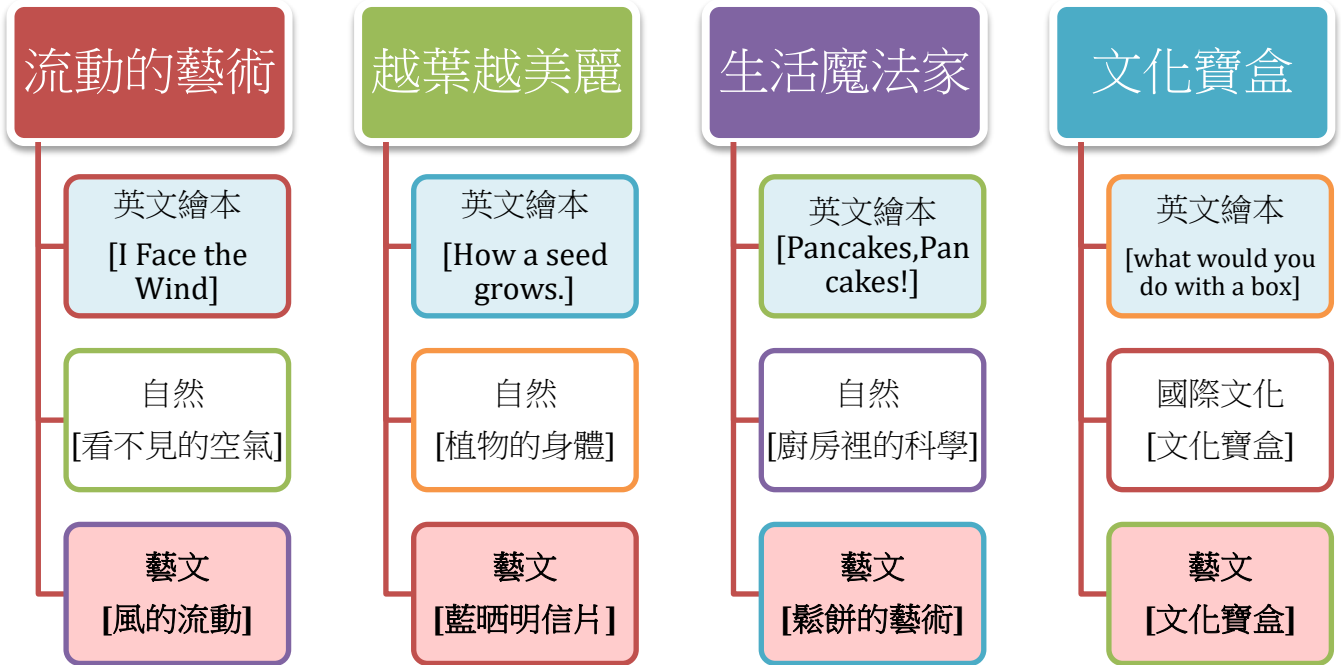 流動的藝術
英文繪本
[I Face the
Wind]
自然
[看不見的空氣]
藝文
[風的流動]
越葉越美麗
英文繪本
[How a seed
grows.]
自然
[植物的身體]
藝文
[藍晒明信片]
生活魔法家
英文繪本
[Pancakes,Pan
cakes!]
自然
[廚房裡的科學]
藝文
[鬆餅的藝術]
文化寶盒
英文繪本
[what would you
do with a box]
國際文化
[文化寶盒]
藝文
[文化寶盒]